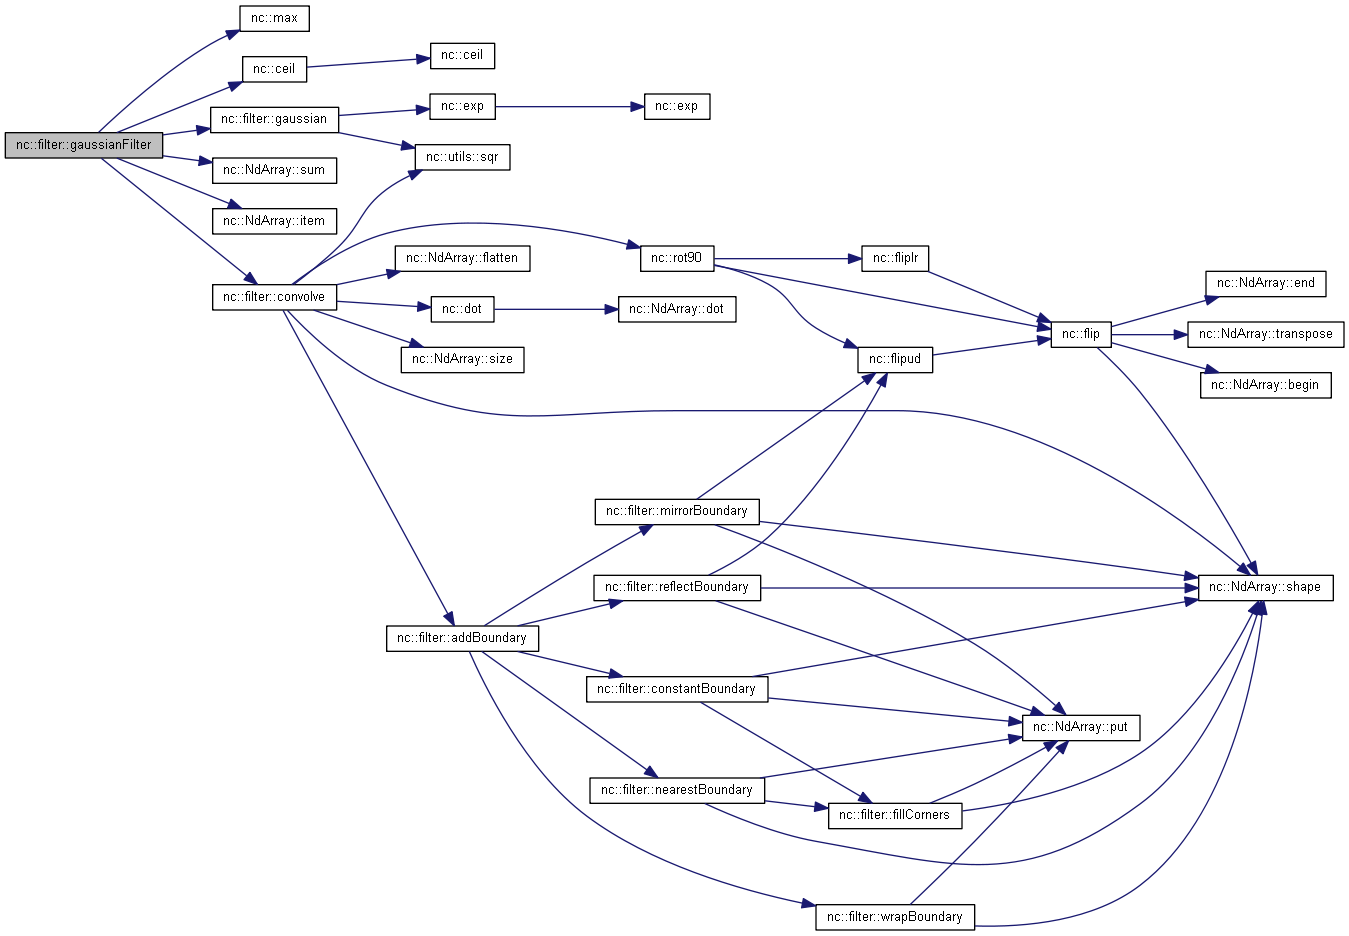 nc::max
nc::ceil
nc::ceil
nc::exp
nc::exp
nc::filter::gaussian
nc::filter::gaussianFilter
nc::utils::sqr
nc::NdArray::sum
nc::NdArray::item
nc::NdArray::flatten
nc::rot90
nc::fliplr
nc::filter::convolve
nc::dot
nc::NdArray::dot
nc::NdArray::end
nc::flip
nc::NdArray::transpose
nc::NdArray::size
nc::flipud
nc::NdArray::begin
nc::filter::mirrorBoundary
nc::filter::reflectBoundary
nc::NdArray::shape
nc::filter::addBoundary
nc::filter::constantBoundary
nc::NdArray::put
nc::filter::nearestBoundary
nc::filter::fillCorners
nc::filter::wrapBoundary